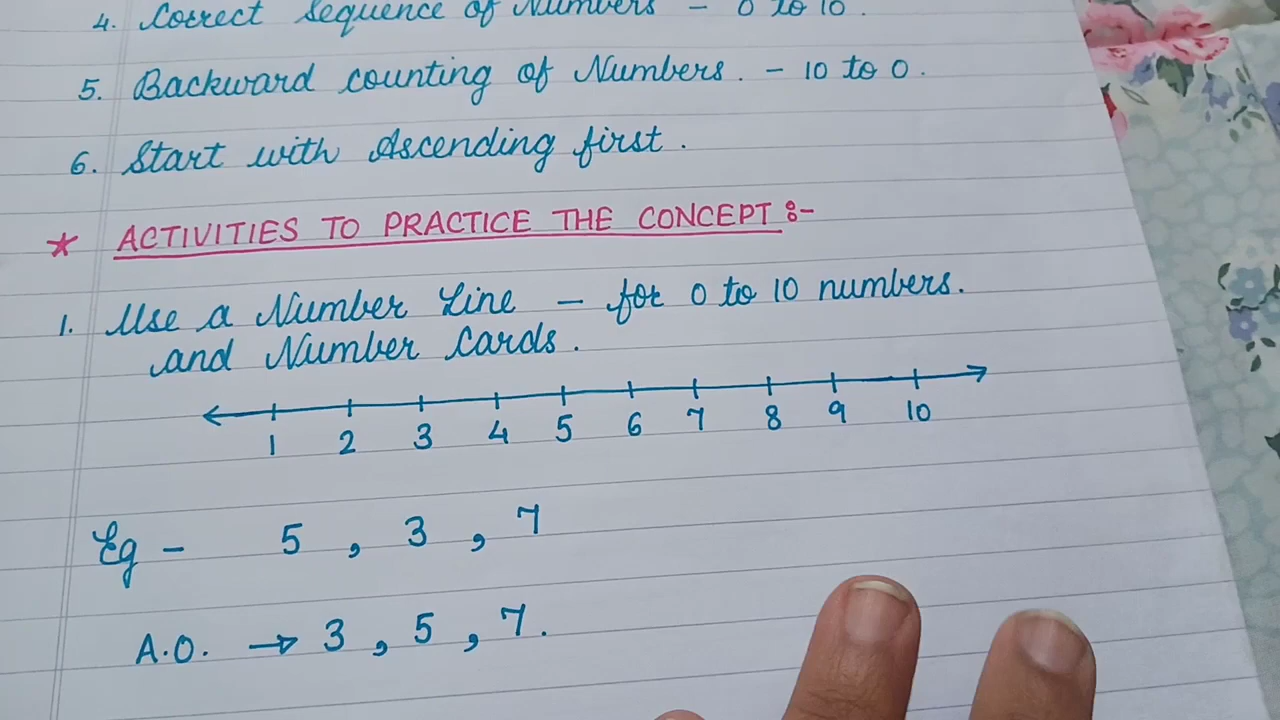 4. Correct Sequence of Numbers - 0 to 10.
5. Backward counting of Numbers. - 10 to 0.
6. Start with Ascending first.
* ACTIVITIES TO PRACTICE THE CONCEPT :-
1. Use a Number Line - for 0 to 10 numbers.
and Number Cards.
1 2 3 4 5 6 7 8 9 10
Eg - 5 , 3 , 7
A.O. → 3 , 5 , 7.